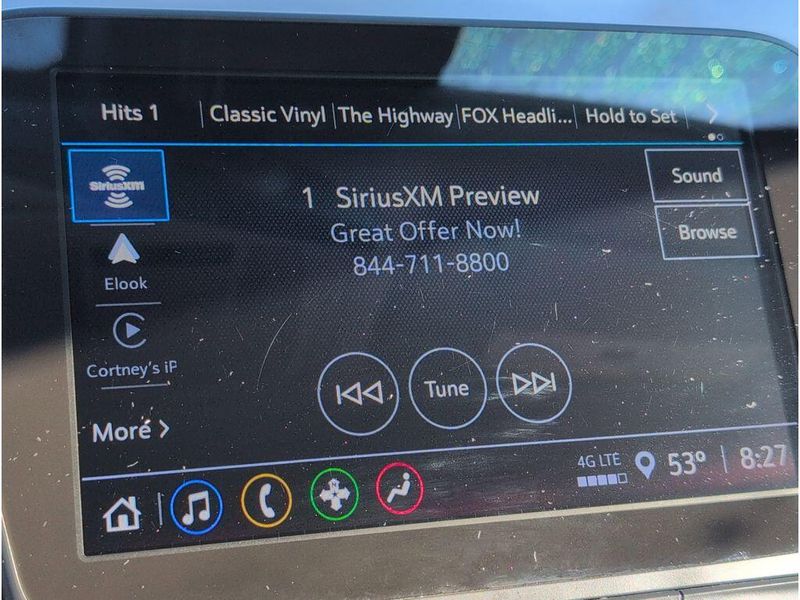 Hits 1 Classic Vinyl The Highway FOX Headli... Hold to Set
SiriusXM
1 SiriusXM Preview
Great Offer Now!
844-711-8800
Sound
Browse
Elook
Cortney's iP
More
Tune
4G LTE 53° 8:27
N